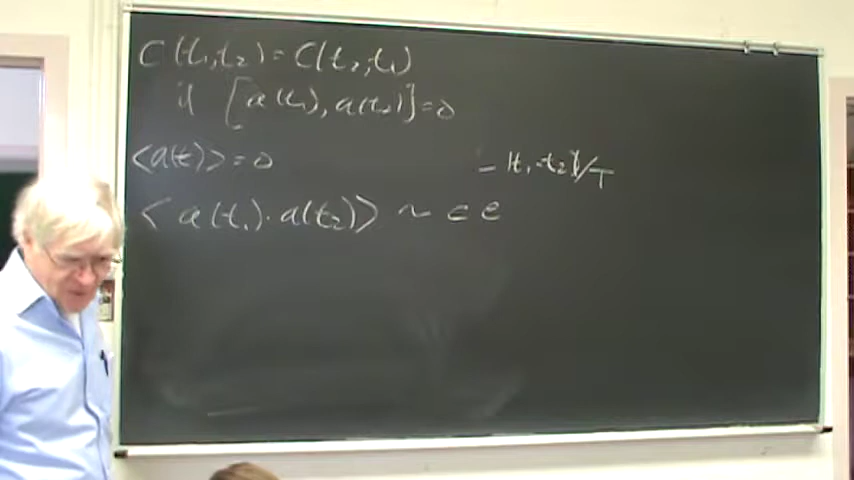 C(t₁,t₂) = C(t₂,t₁)
if [a(t₁), a(t₂)] = 0
<a(t)> = 0
<a(t₁)·a(t₂)> ~ c e^{-|t₁-t₂|/T}